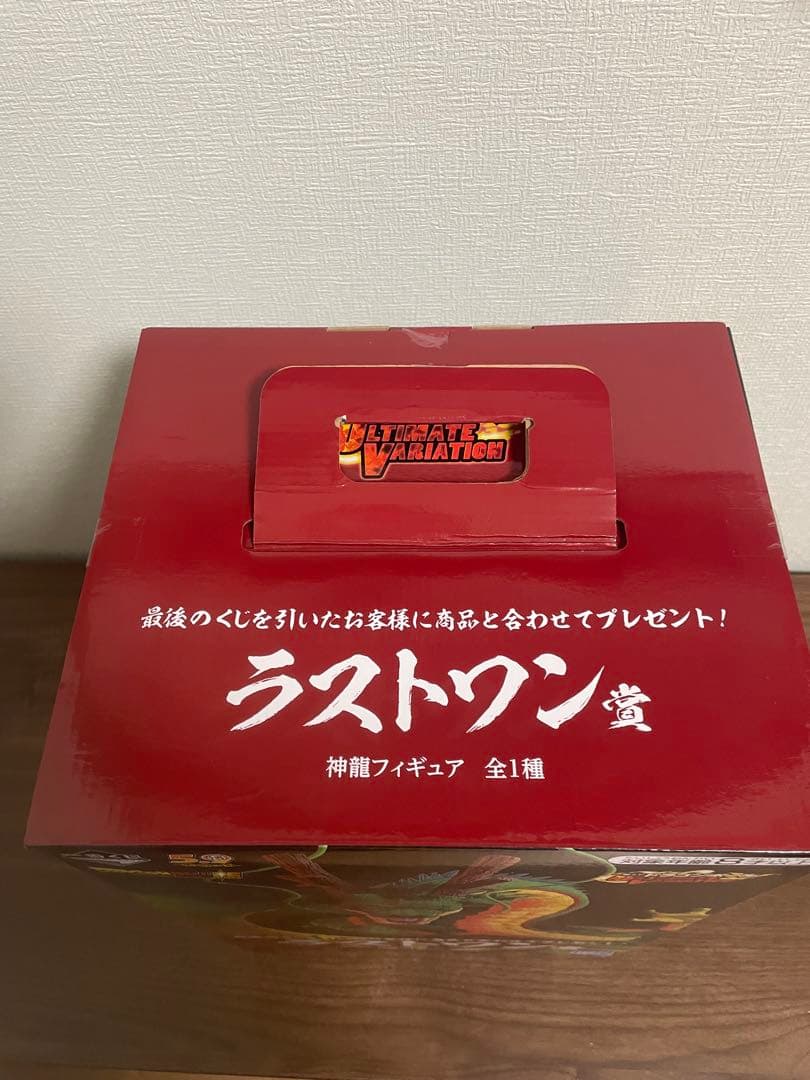 ULTIMATE
VARIATION
最後のくじを引いたお客様に商品と合わせてプレゼント!
ラストワン賞
神龍フィギュア 全1種